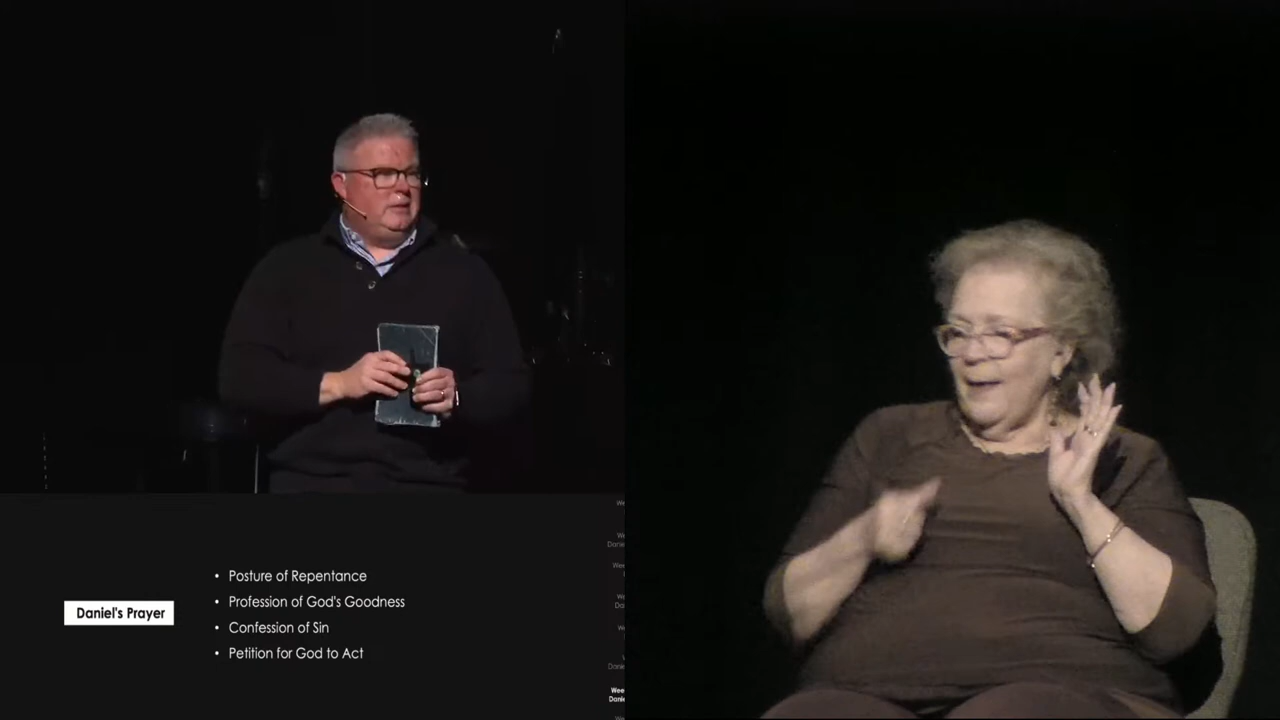 Daniel's Prayer
• Posture of Repentance
• Profession of God's Goodness
• Confession of Sin
• Petition for God to Act